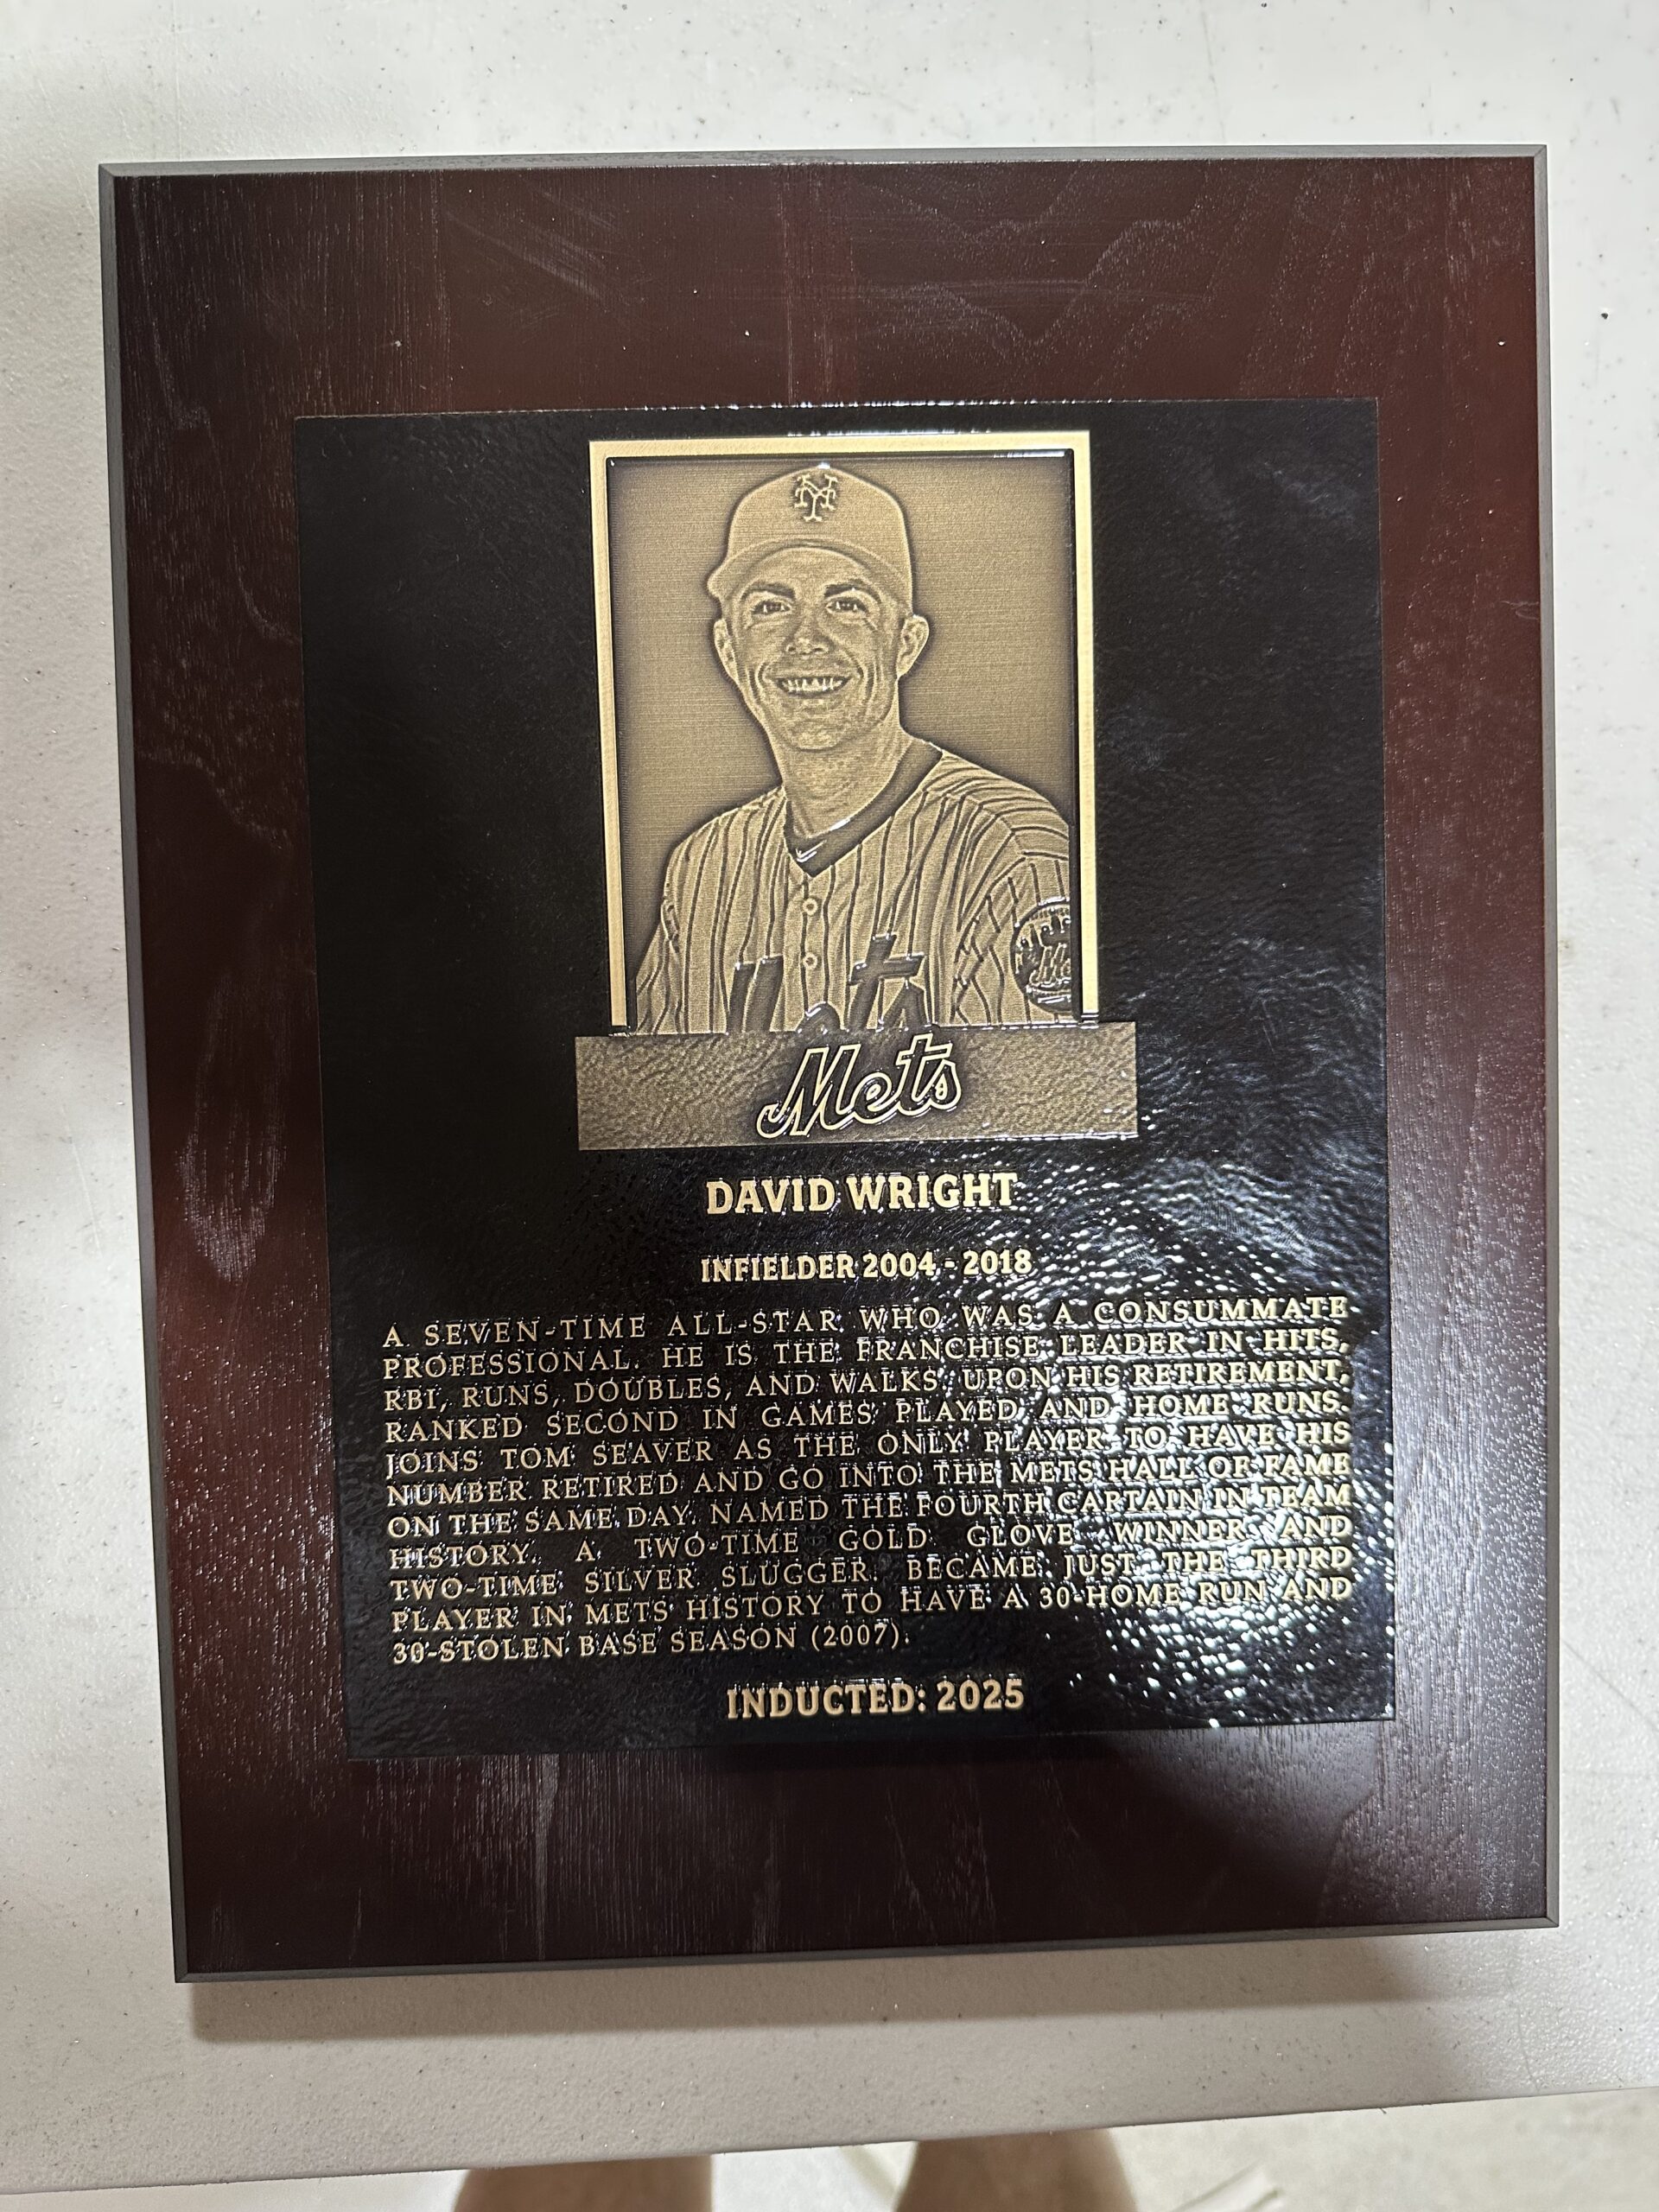 NY
Mets
Mets
DAVID WRIGHT
INFIELDER 2004 - 2018
A SEVEN-TIME ALL-STAR WHO WAS A CONSUMMATE
PROFESSIONAL. HE IS THE FRANCHISE LEADER IN HITS,
RBI, RUNS, DOUBLES, AND WALKS. UPON HIS RETIREMENT,
RANKED SECOND IN GAMES PLAYED AND HOME RUNS.
JOINS TOM SEAVER AS THE ONLY PLAYER TO HAVE HIS
NUMBER RETIRED AND GO INTO THE METS HALL OF FAME
ON THE SAME DAY. NAMED THE FOURTH CAPTAIN IN TEAM
HISTORY. A TWO-TIME GOLD GLOVE WINNER AND
TWO-TIME SILVER SLUGGER. BECAME JUST THE THIRD
PLAYER IN METS HISTORY TO HAVE A 30-HOME RUN AND
30-STOLEN BASE SEASON (2007).
INDUCTED: 2025